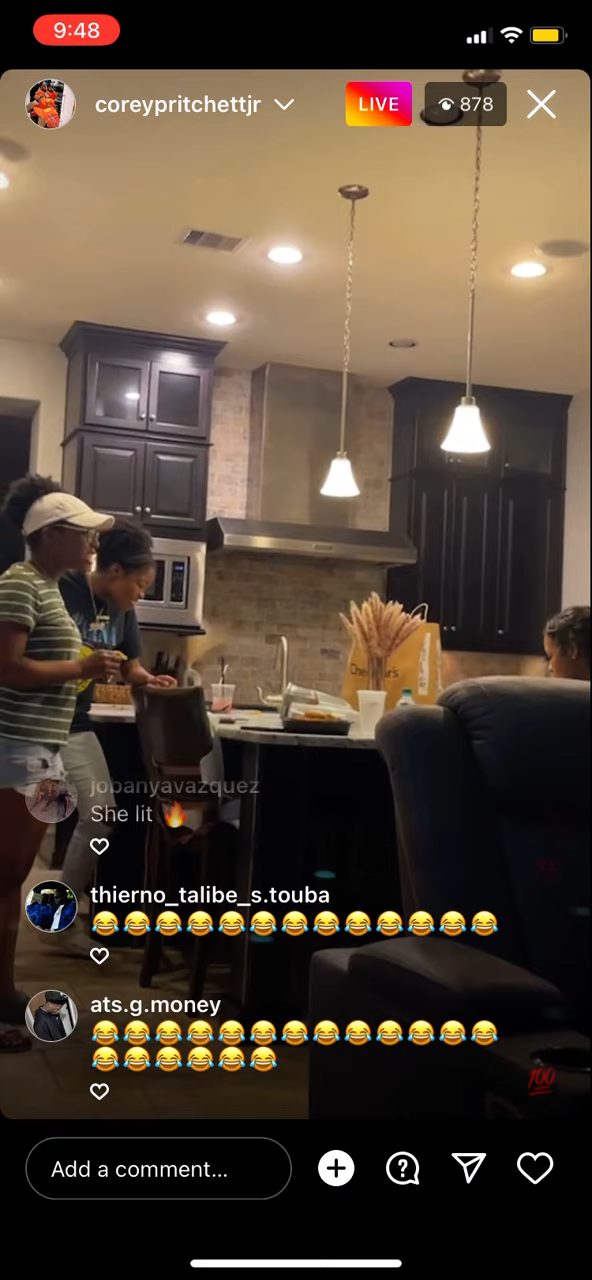 9:48
coreypritchettjr
LIVE
878
jobanyavazquez
She lit 🔥
thierno_talibe_s.touba
😂😂😂😂😂😂😂😂😂😂😂😂😂
ats.g.money
😂😂😂😂😂😂😂😂😂😂😂😂😂
😂😂😂😂😂😂
💯
Add a comment...